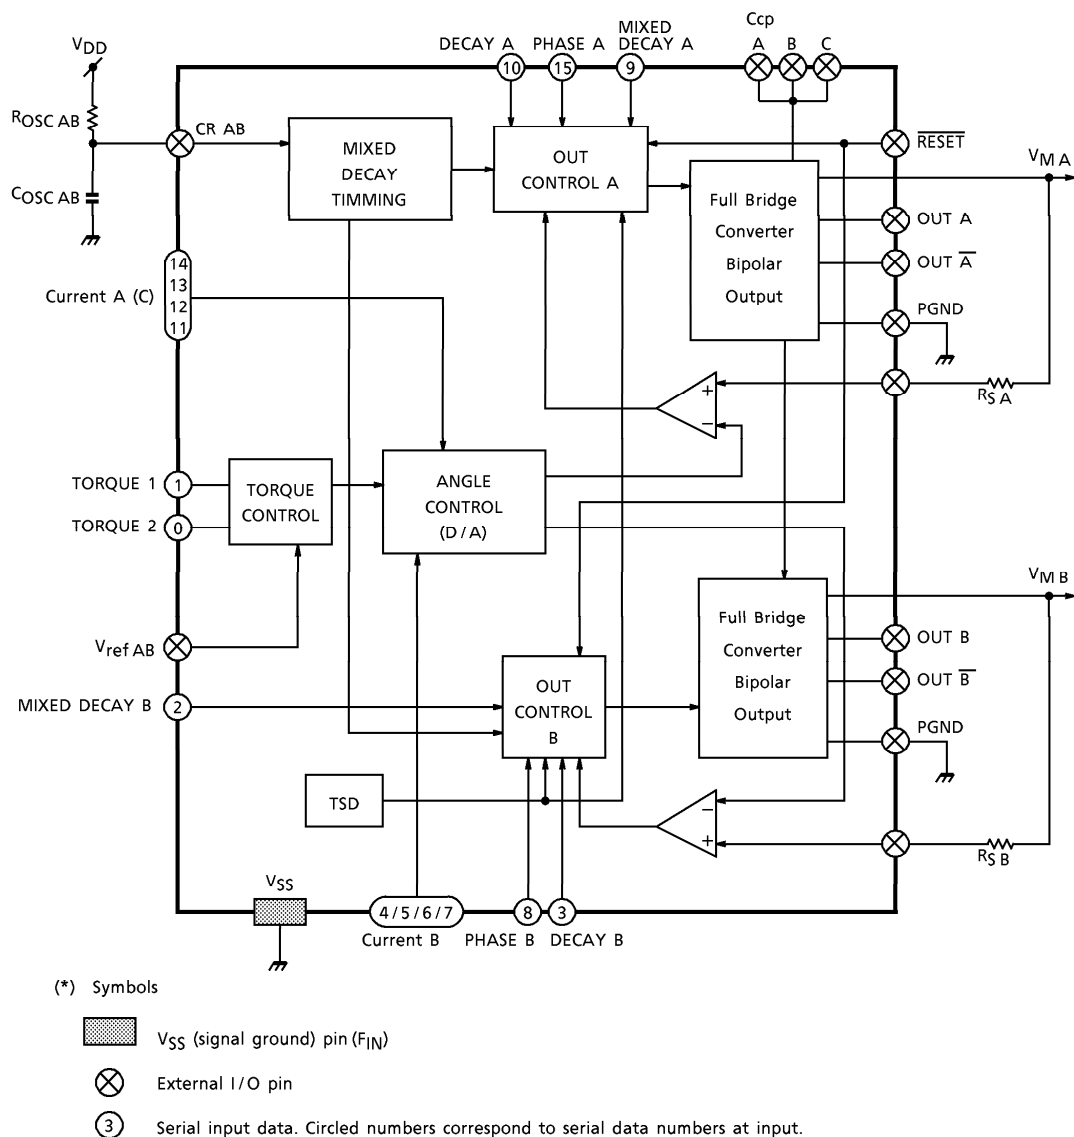 VDD
ROSC AB
COSC AB
CR AB
DECAY A
10
PHASE A
15
MIXED
DECAY A
9
Ccp
A
B
C
MIXED
DECAY
TIMMING
OUT
CONTROL A
RESET
VM A
Full Bridge
Converter
Bipolar
Output
OUT A
OUT A
PGND
14
13
12
11
Current A (C)
+
−
RS A
TORQUE 1
1
TORQUE 2
0
TORQUE
CONTROL
ANGLE
CONTROL
(D/A)
Vref AB
MIXED DECAY B
2
OUT
CONTROL
B
Full Bridge
Converter
Bipolar
Output
VM B
OUT B
OUT B
PGND
TSD
−
+
RS B
VSS
4/5/6/7
Current B
8
PHASE B
3
DECAY B
(*) Symbols
VSS (signal ground) pin (FIN)
External I/O pin
3 Serial input data. Circled numbers correspond to serial data numbers at input.